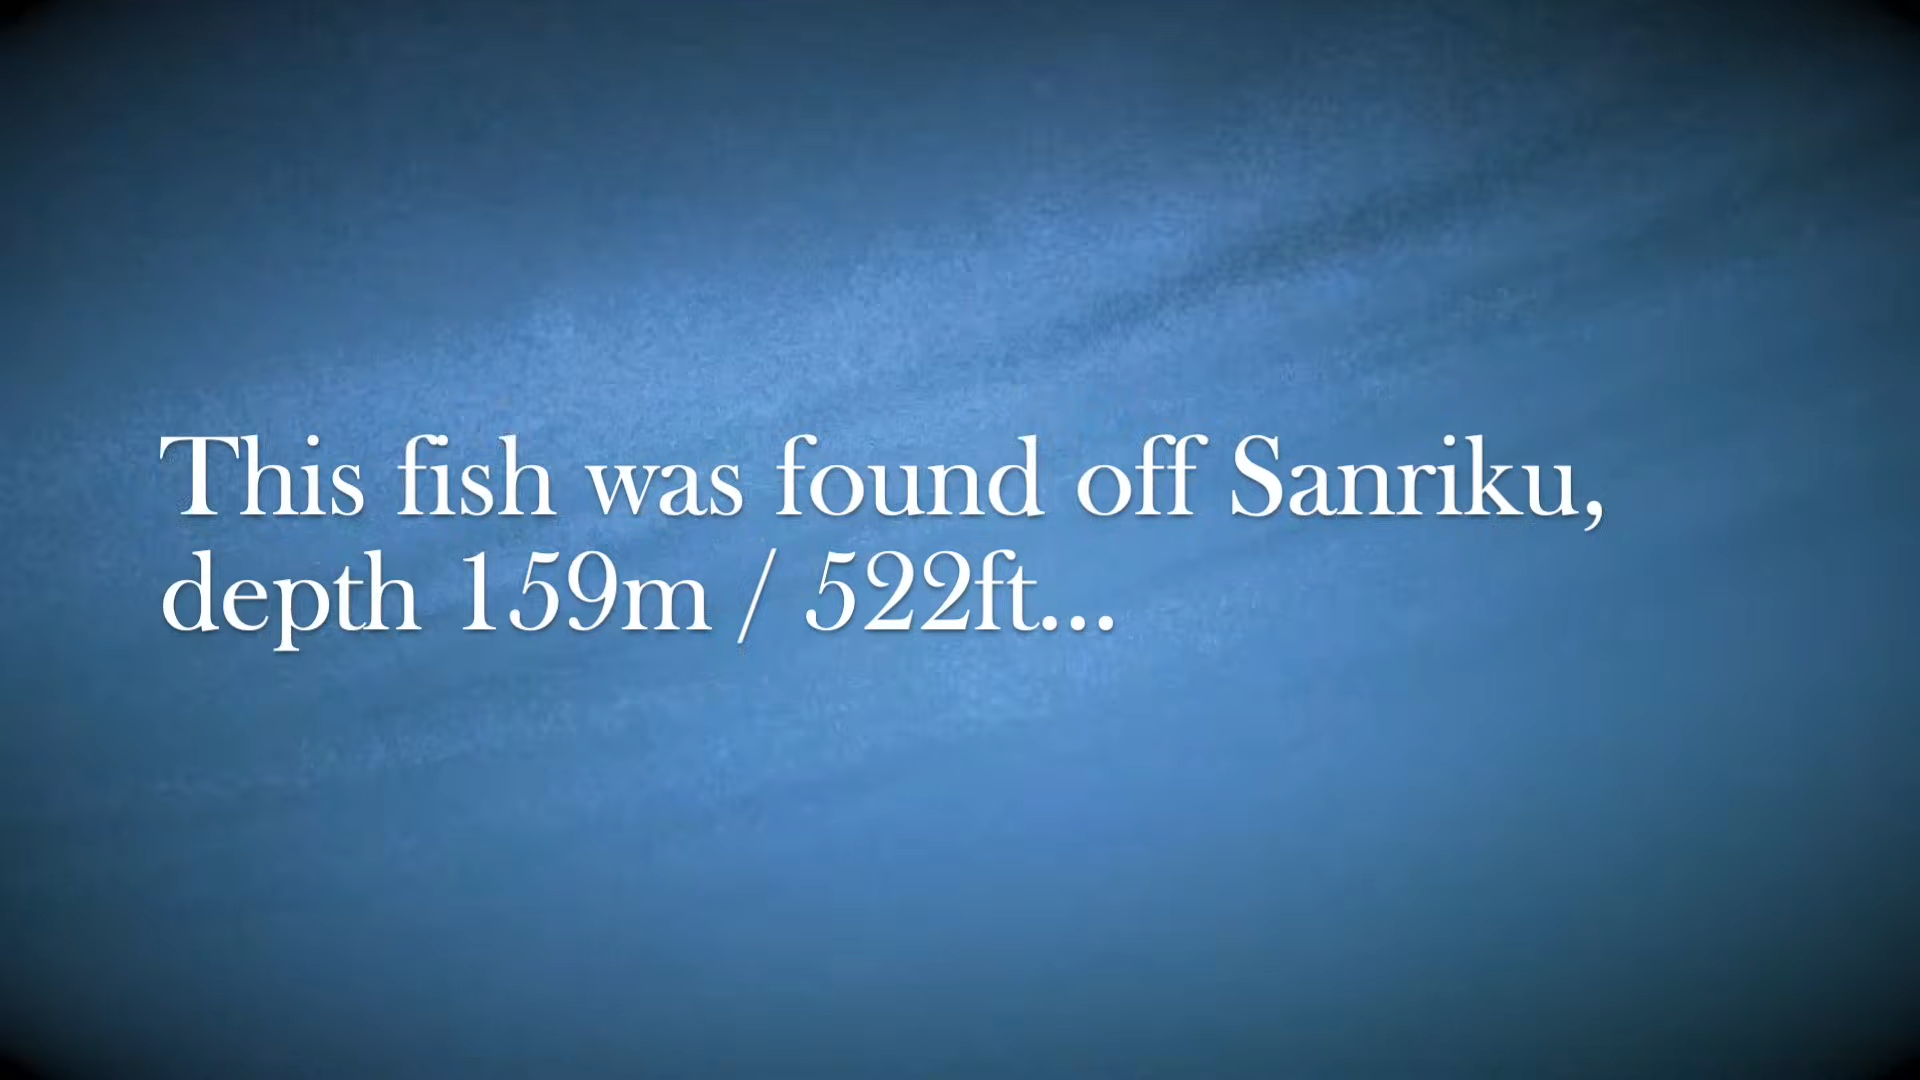 This fish was found off Sanriku,
depth 159m / 522ft...